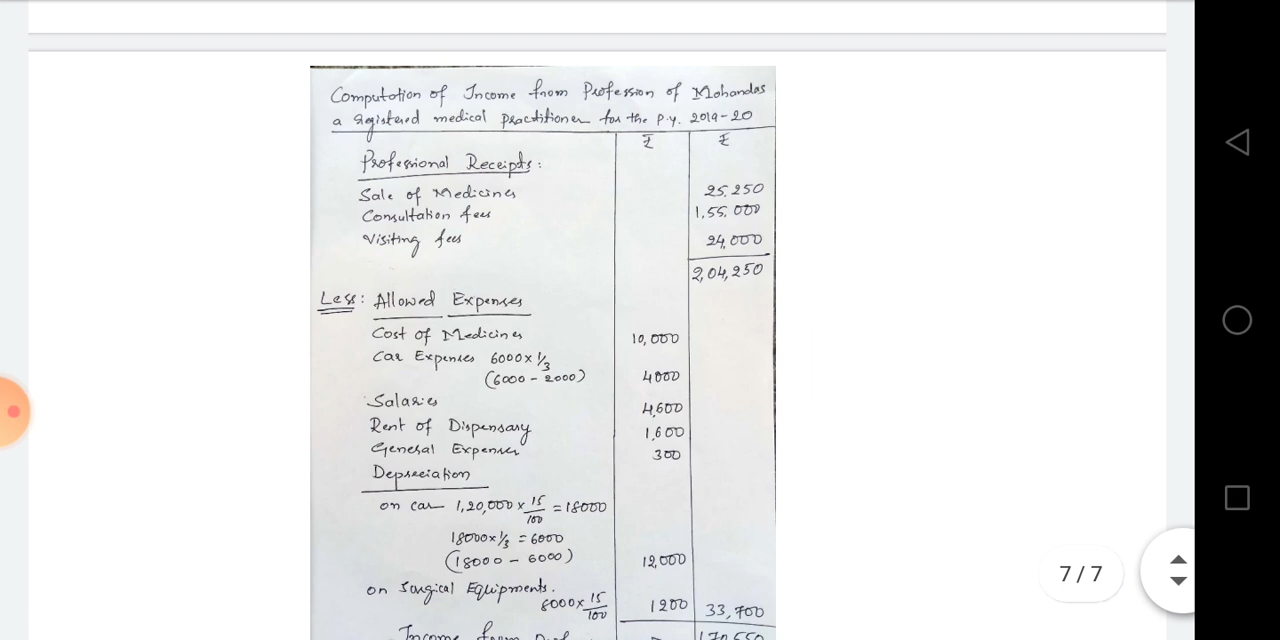 Computation of Income from Profession of Mohandas
a registered medical practitioner for the P.y. 2019-20
₹ ₹
Professional Receipts:
Sale of Medicines 25,250
Consultation fees 1,55,000
Visiting fees 24,000
2,04,250
Less: Allowed Expenses
Cost of Medicines 10,000
Car Expenses 6000 x 1/3
(6000 - 2000) 4000
Salaries 4,600
Rent of Dispensary 1,600
General Expenses 300
Depreciation
on car 1,20,000 x 15/100 = 18000
18000 x 1/3 = 6000
(18000 - 6000) 12,000
on Surgical Equipments.
8000 x 15/100 1200 33,700
Income from
170550
7 / 7